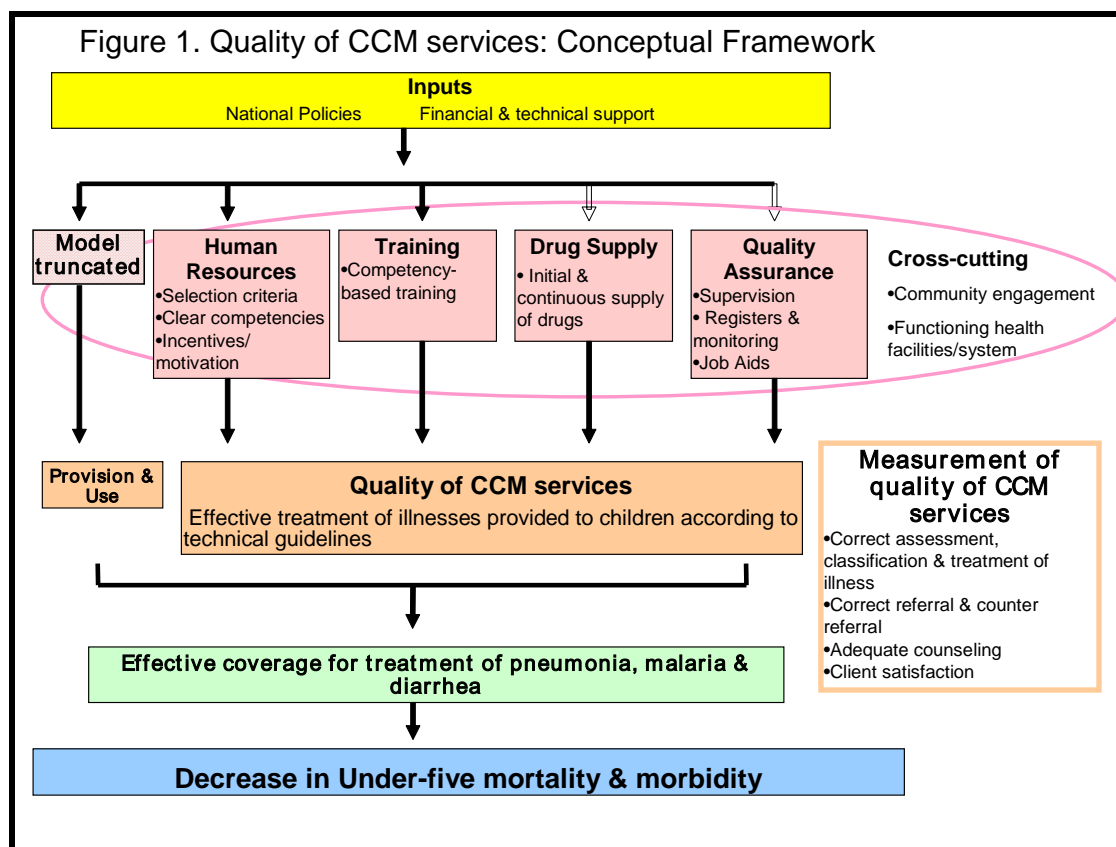 Figure 1. Quality of CCM services: Conceptual Framework
Inputs
National Policies Financial & technical support
Model
truncated
Human
Resources
•Selection criteria
•Clear competencies
•Incentives/
motivation
Training
•Competency-
based training
Drug Supply
• Initial &
continuous supply
of drugs
Quality
Assurance
•Supervision
• Registers &
monitoring
•Job Aids
Cross-cutting
•Community engagement
•Functioning health
facilities/system
Provision &
Use
Quality of CCM services
Effective treatment of illnesses provided to children according to
technical guidelines
Measurement of
quality of CCM
services
•Correct assessment,
classification & treatment of
illness
•Correct referral & counter
referral
•Adequate counseling
•Client satisfaction
Effective coverage for treatment of pneumonia, malaria &
diarrhea
Decrease in Under-five mortality & morbidity